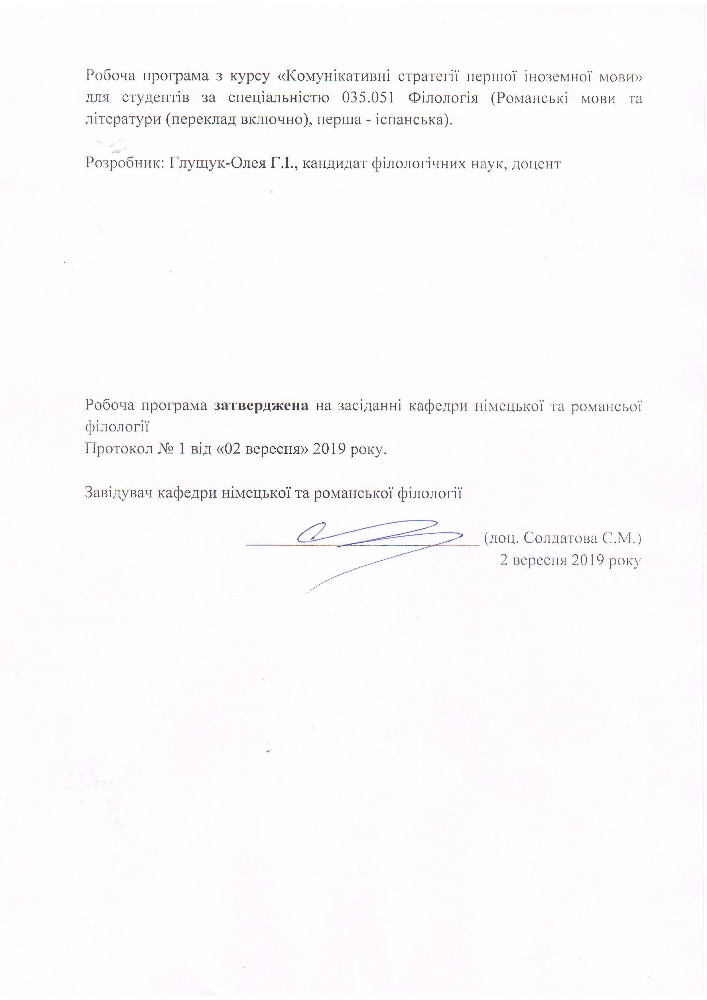 Робоча програма з курсу «Комунікативні стратегії першої іноземної мови»
для студентів за спеціальністю 035.051 Філологія (Романські мови та
літератури (переклад включно), перша - іспанська).
Розробник: Глущук-Олея Г.І., кандидат філологічних наук, доцент
Робоча програма затверджена на засіданні кафедри німецької та романсьої
філології
Протокол № 1 від «02 вересня» 2019 року.
Завідувач кафедри німецької та романської філології
(доц. Солдатова С.М.)
2 вересня 2019 року